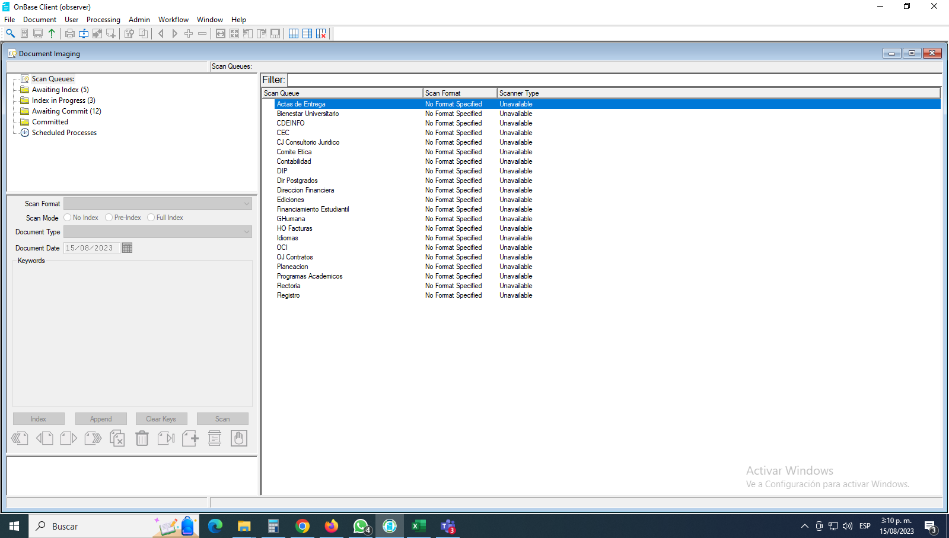 OnBase Client {observer}
File Document User Processing Admin Workflow Window Help
Document Imaging
Scan Queues:
Scan Queues:
Awaiting Index (5)
Index in Progress (3)
Awaiting Commit (12)
Committed
Scheduled Processes
Scan Format
Scan Mode No Index Pre-Index Full Index
Document Type
Document Date 15/08/2023
Keywords
Index Append Clear Keys Scan
Filter:
Scan Queue Scan Format Scanner Type
Actas de Entrega No Format Specified Unavailable
Bienestar Universitario No Format Specified Unavailable
CDEINFO No Format Specified Unavailable
CEC No Format Specified Unavailable
CJ Consultorio Juridico No Format Specified Unavailable
Comite Etica No Format Specified Unavailable
Contabilidad No Format Specified Unavailable
DIP No Format Specified Unavailable
Dir Postgrados No Format Specified Unavailable
Direccion Financiera No Format Specified Unavailable
Ediciones No Format Specified Unavailable
Financiamiento Estudiantil No Format Specified Unavailable
GHumana No Format Specified Unavailable
HO Facturas No Format Specified Unavailable
Idiomas No Format Specified Unavailable
OCI No Format Specified Unavailable
OJ Contratos No Format Specified Unavailable
Planeacion No Format Specified Unavailable
Programas Academicos No Format Specified Unavailable
Rectoria No Format Specified Unavailable
Registro No Format Specified Unavailable
Activar Windows
Ve a Configuración para activar Windows.
Buscar
4
3
ESP
3:10 p. m.
15/08/2023
3